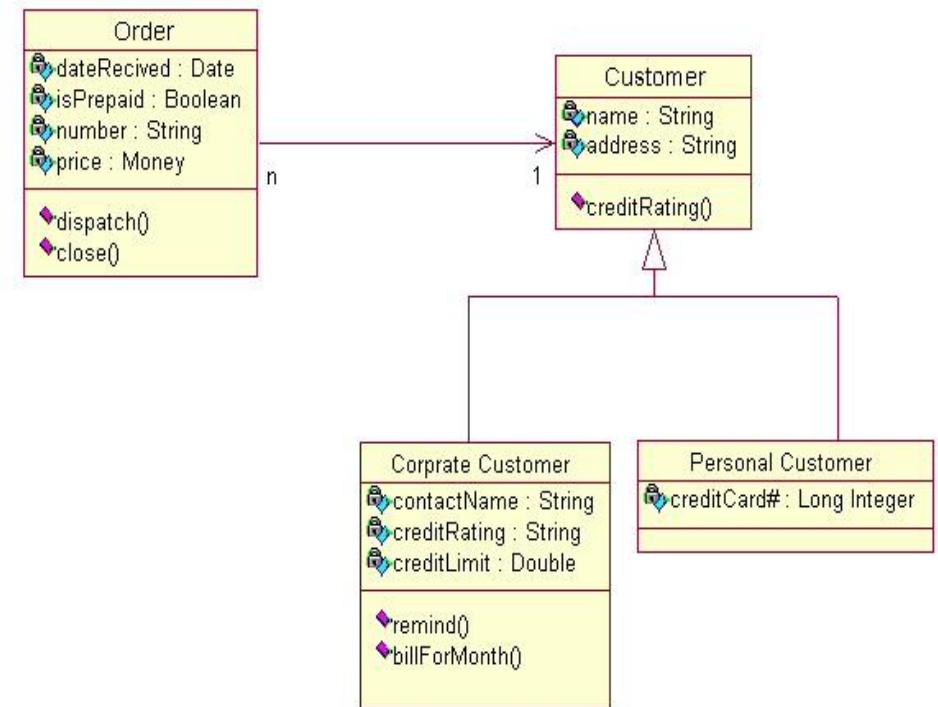 Order
dateRecived : Date
isPrepaid : Boolean
number : String
price : Money
dispatch()
close()
n
1
Customer
name : String
address : String
creditRating()
Corprate Customer
contactName : String
creditRating : String
creditLimit : Double
remind()
billForMonth()
Personal Customer
creditCard# : Long Integer